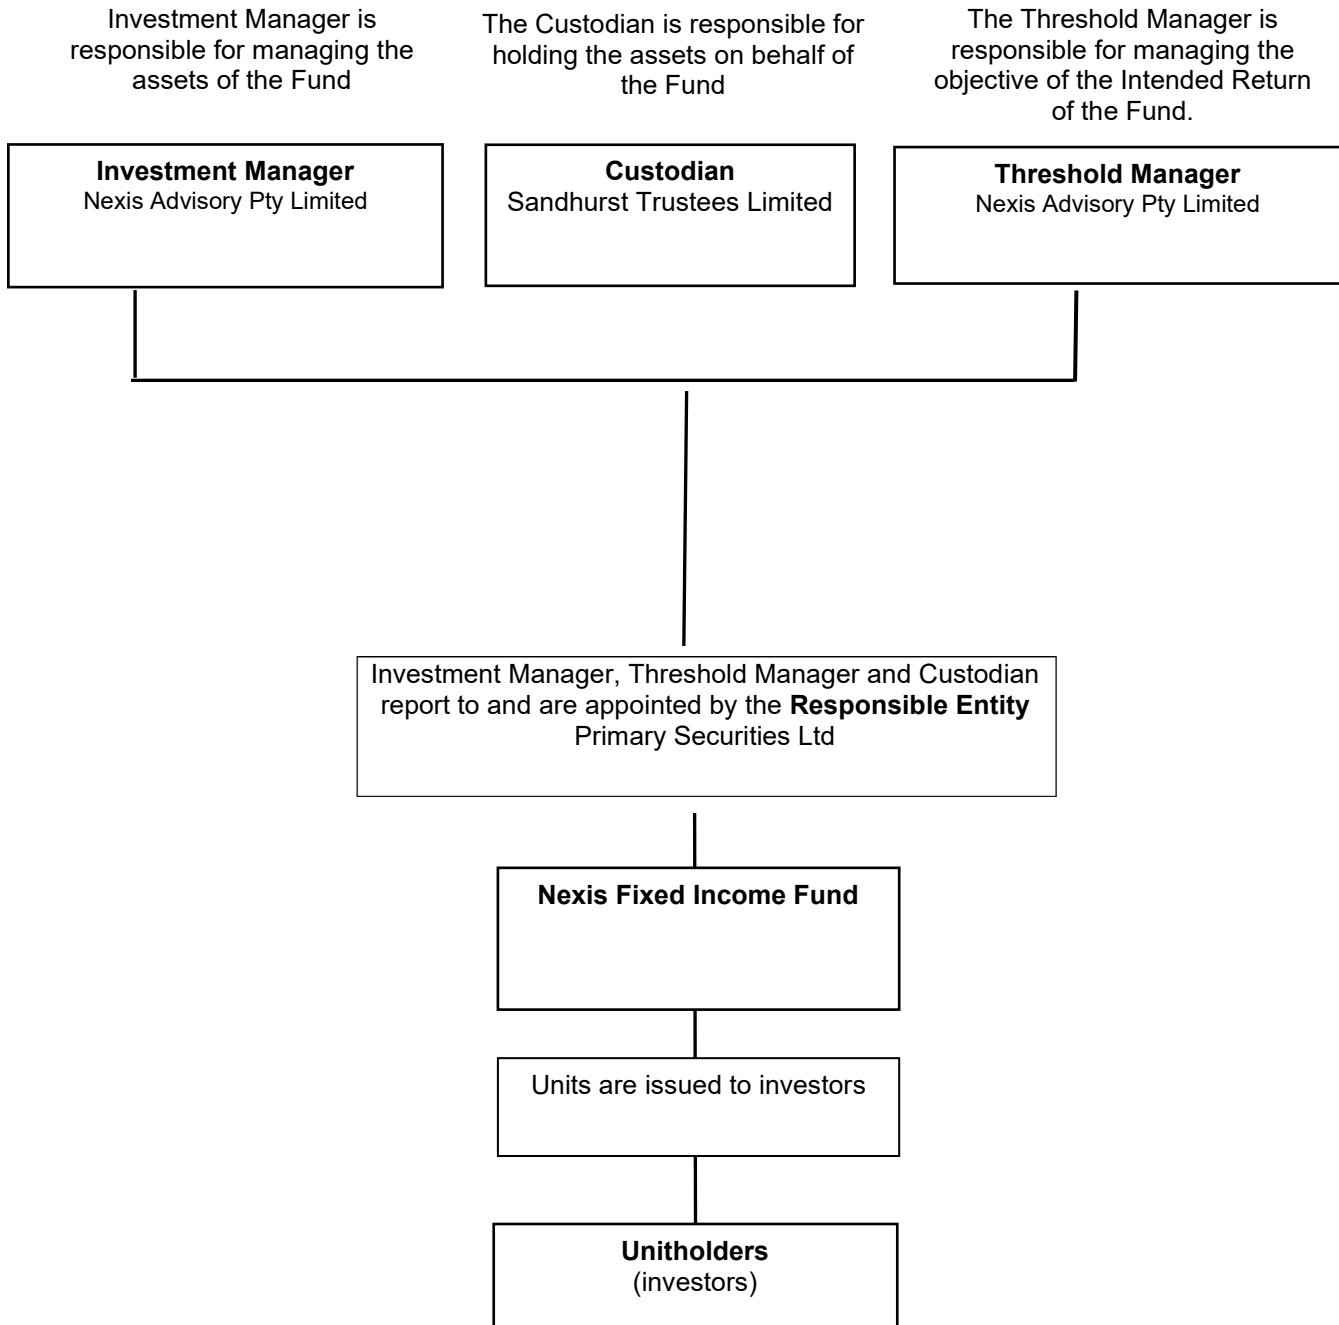 Investment Manager is
responsible for managing the
assets of the Fund
The Custodian is responsible for
holding the assets on behalf of
the Fund
The Threshold Manager is
responsible for managing the
objective of the Intended Return
of the Fund.
Investment Manager
Nexis Advisory Pty Limited
Custodian
Sandhurst Trustees Limited
Threshold Manager
Nexis Advisory Pty Limited
Investment Manager, Threshold Manager and Custodian
report to and are appointed by the Responsible Entity
Primary Securities Ltd
Nexis Fixed Income Fund
Units are issued to investors
Unitholders
(investors)